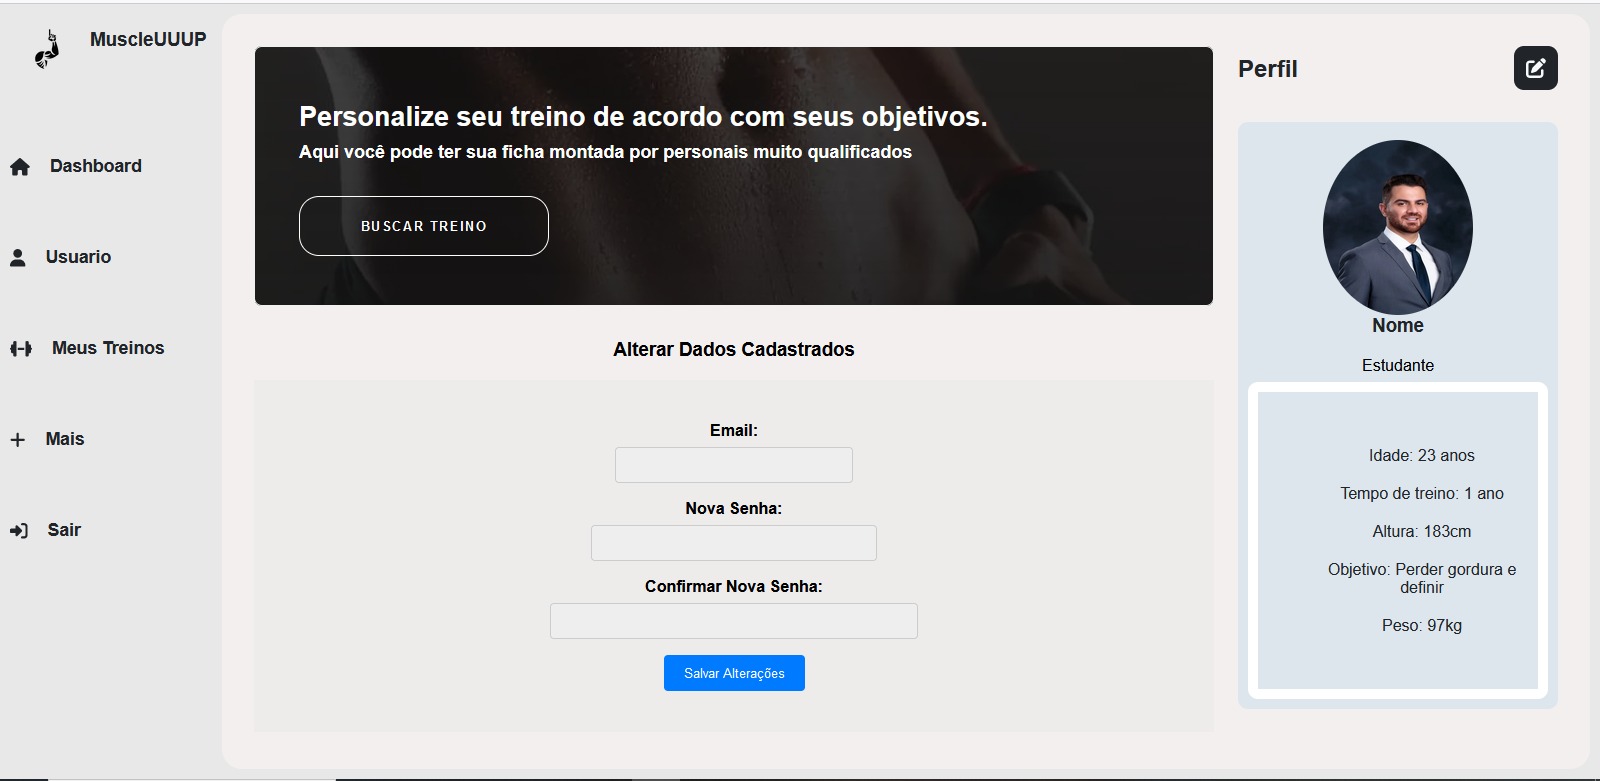 MuscleUUUP
Dashboard
Usuario
Meus Treinos
Mais
Sair
Personalize seu treino de acordo com seus objetivos.
Aqui você pode ter sua ficha montada por personais muito qualificados
BUSCAR TREINO
Alterar Dados Cadastrados
Email:
Nova Senha:
Confirmar Nova Senha:
Salvar Alterações
Perfil
Nome
Estudante
Idade: 23 anos
Tempo de treino: 1 ano
Altura: 183cm
Objetivo: Perder gordura e
definir
Peso: 97kg